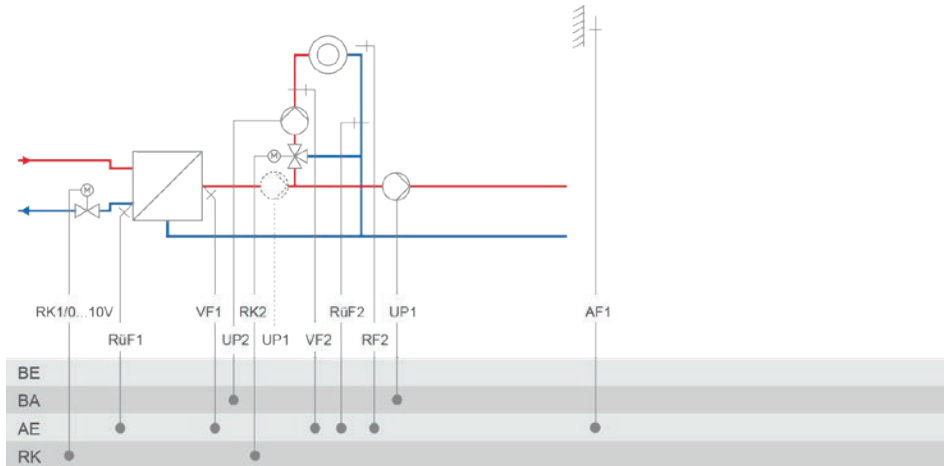 M
M
RK1/0...10V VF1 RK2 RüF2 UP1 AF1
RüF1 UP2 UP1 VF2 RF2
BE
BA
AE
RK